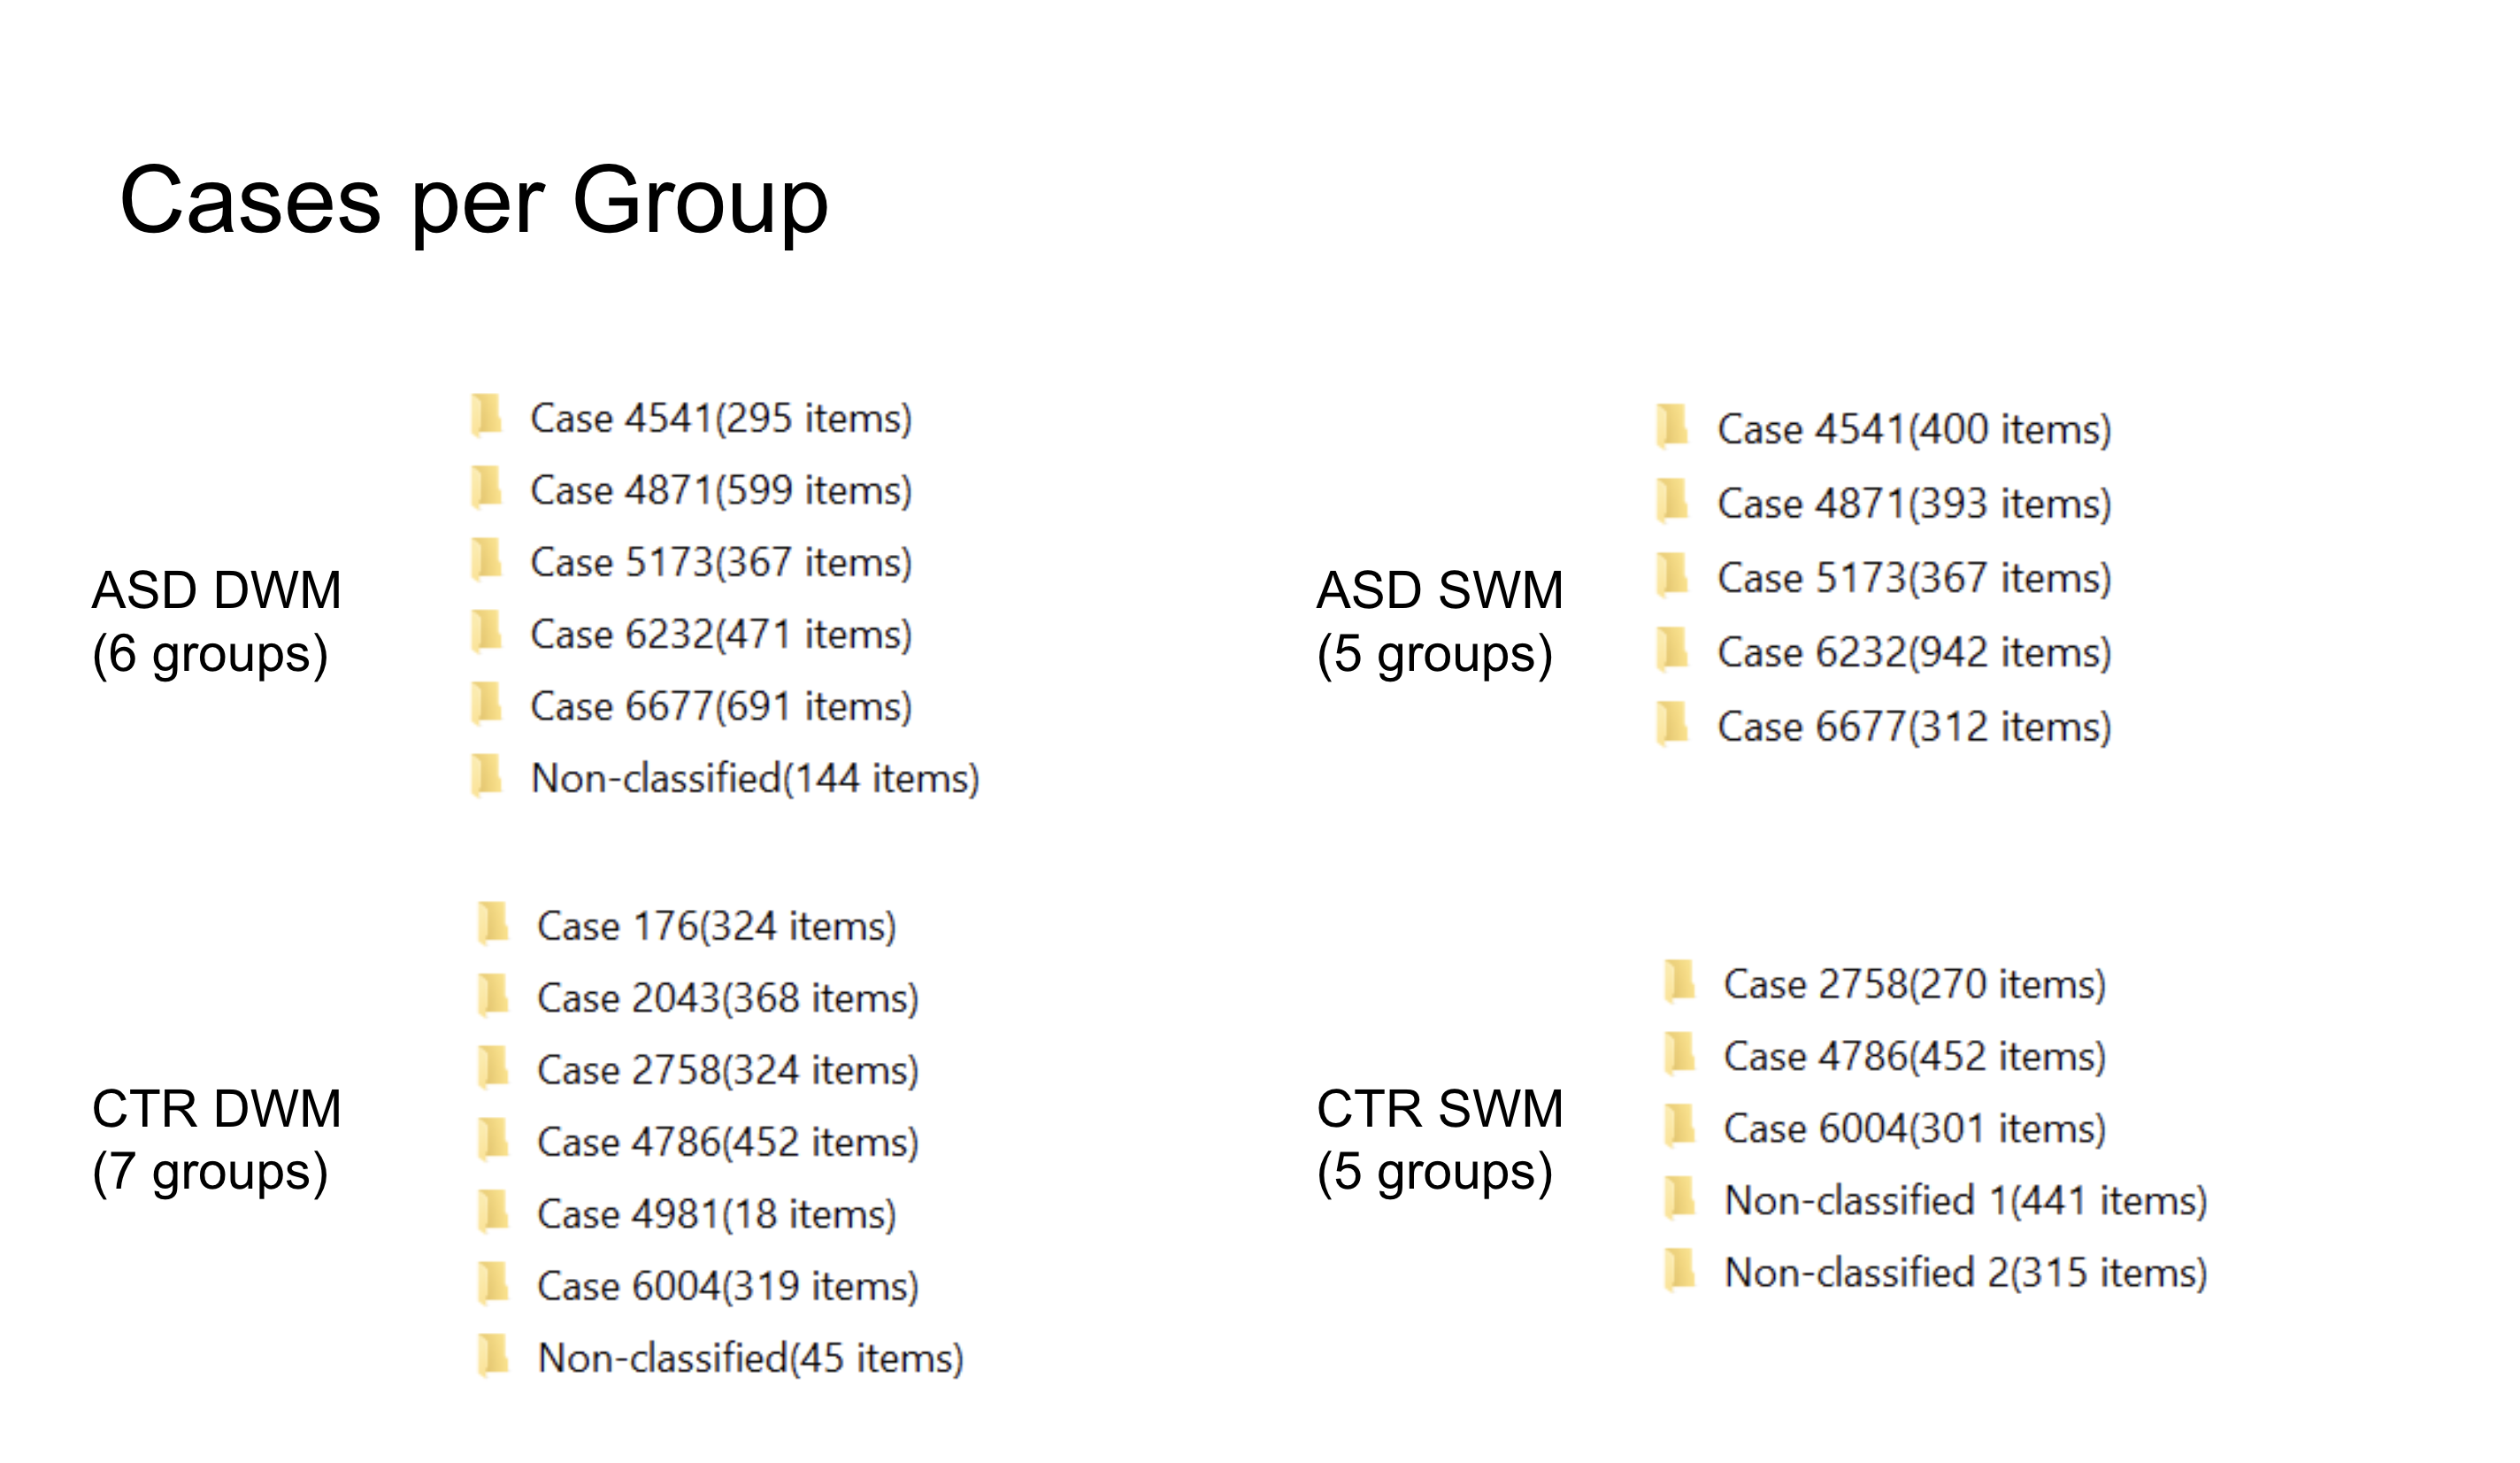 Cases per Group
ASD DWM
(6 groups)
Case 4541(295 items)
Case 4871(599 items)
Case 5173(367 items)
Case 6232(471 items)
Case 6677(691 items)
Non-classified(144 items)
ASD SWM
(5 groups)
Case 4541(400 items)
Case 4871(393 items)
Case 5173(367 items)
Case 6232(942 items)
Case 6677(312 items)
CTR DWM
(7 groups)
Case 176(324 items)
Case 2043(368 items)
Case 2758(324 items)
Case 4786(452 items)
Case 4981(18 items)
Case 6004(319 items)
Non-classified(45 items)
CTR SWM
(5 groups)
Case 2758(270 items)
Case 4786(452 items)
Case 6004(301 items)
Non-classified 1(441 items)
Non-classified 2(315 items)